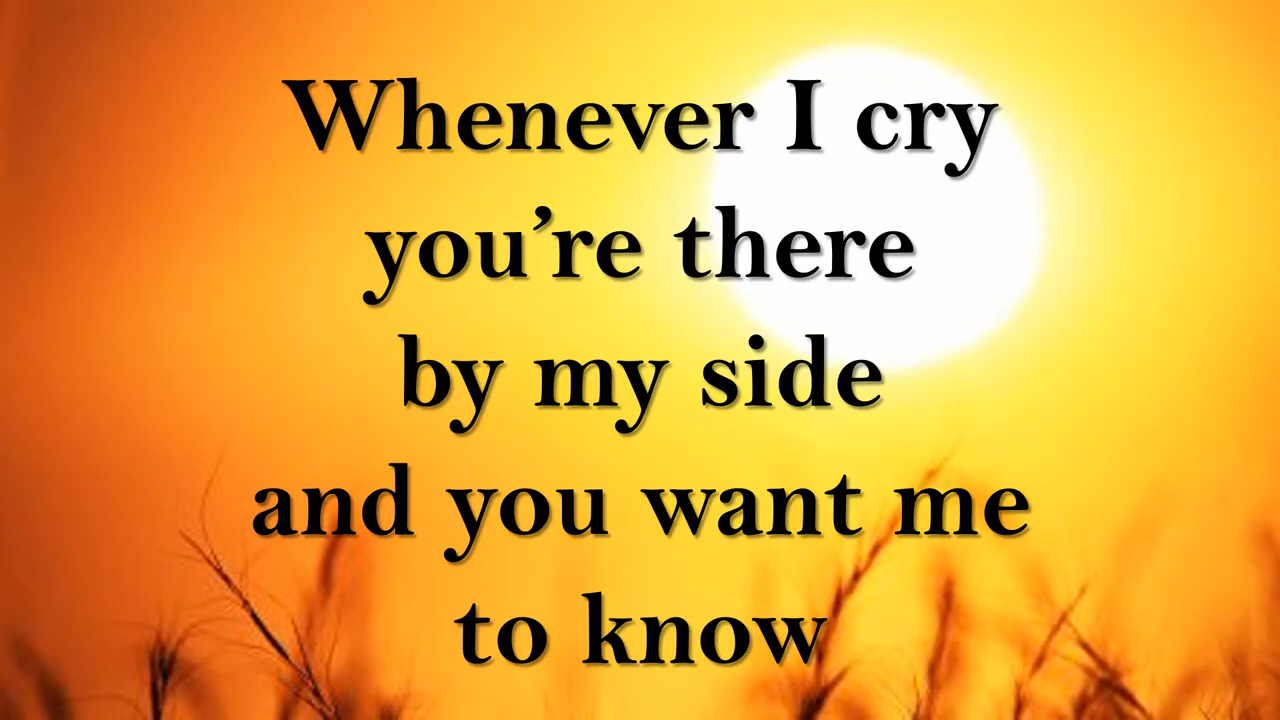 Whenever I cry
you’re there
by my side
and you want me
to know